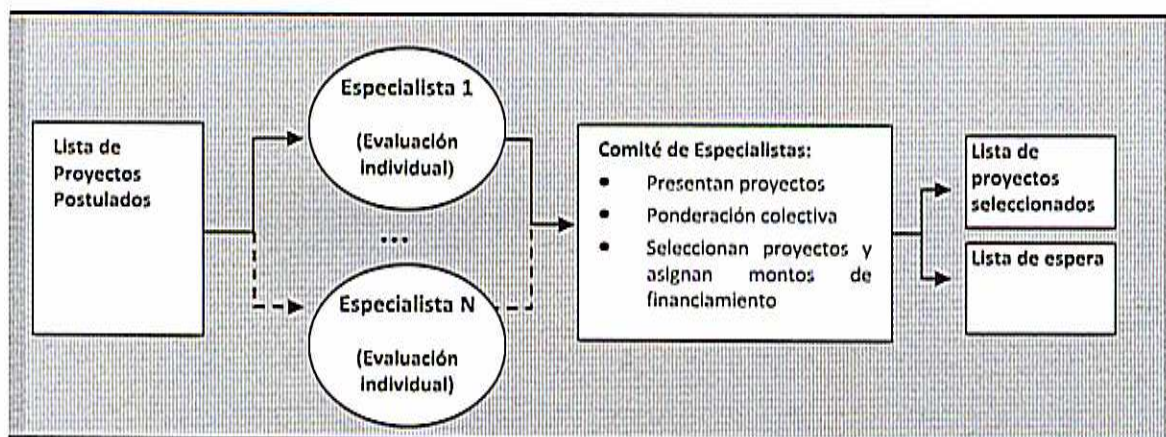 Lista de
Proyectos
Postulados
Especialista 1
(Evaluación
individual)
...
Especialista N
(Evaluación
individual)
Comité de Especialistas:
• Presentan proyectos
• Ponderación colectiva
• Seleccionan proyectos y
asignan montos de
financiamiento
Lista de
proyectos
seleccionados
Lista de espera